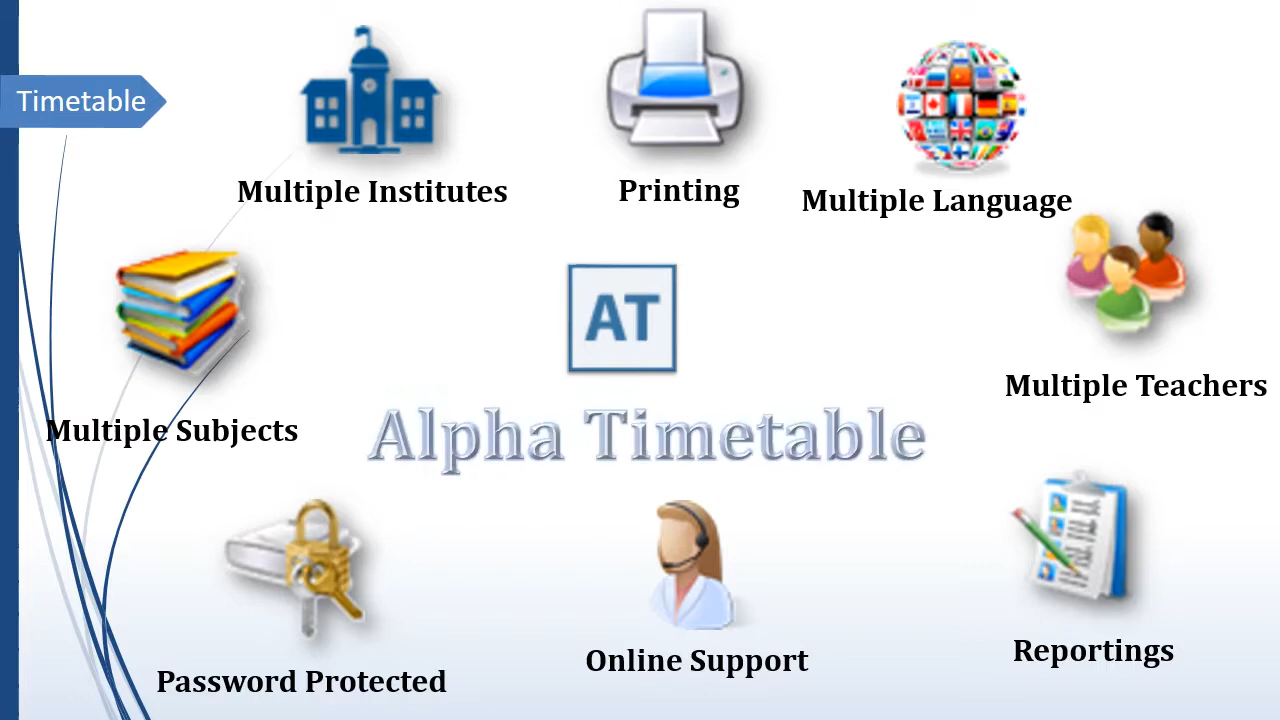 Timetable
Multiple Institutes
Printing
Multiple Language
Multiple Teachers
AT
Multiple Subjects
Alpha Timetable
Password Protected
Online Support
Reportings